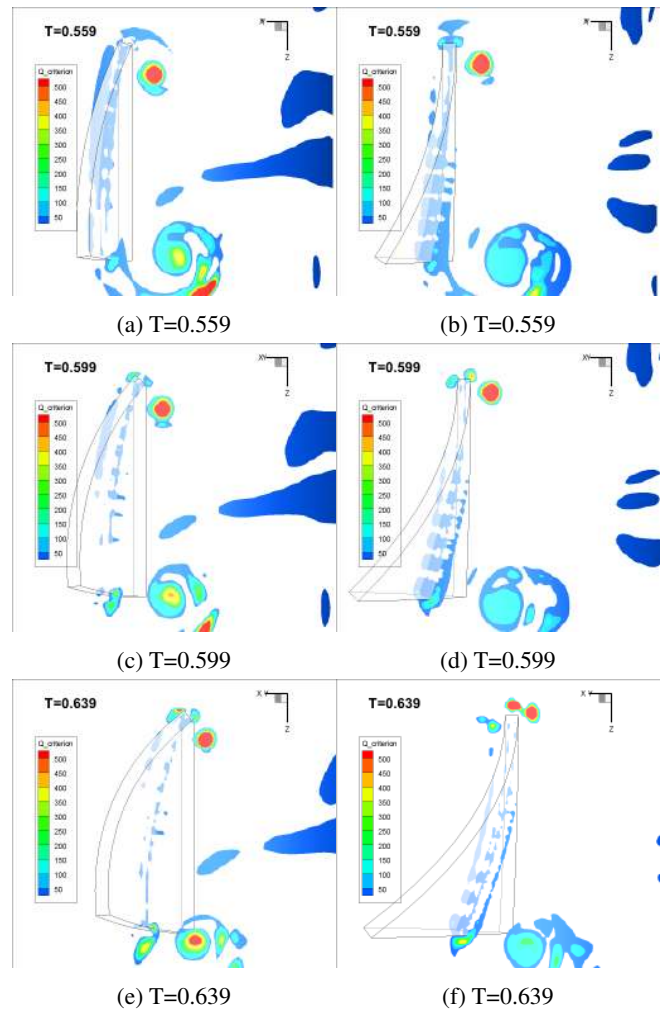 T=0.559
Z
Q_criterion
500
450
400
350
300
250
200
150
100
50
T=0.559
Z
Q_criterion
500
450
400
350
300
250
200
150
100
50
(a) T=0.559
(b) T=0.559
T=0.599
XY
Z
Q_criterion
500
450
400
350
300
250
200
150
100
50
T=0.599
XY
Z
Q_criterion
500
450
400
350
300
250
200
150
100
50
(c) T=0.599
(d) T=0.599
T=0.639
X Y
Z
Q_criterion
500
450
400
350
300
250
200
150
100
50
T=0.639
X Y
Z
Q_criterion
500
450
400
350
300
250
200
150
100
50
(e) T=0.639
(f) T=0.639